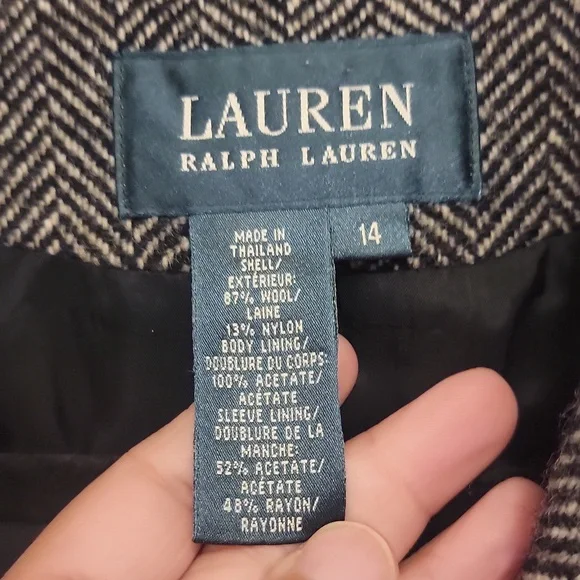 LAUREN
RALPH LAUREN
14
MADE IN
THAILAND
SHELL/
EXTÉRIEUR:
87% WOOL/
LAINE
13% NYLON
BODY LINING/
DOUBLURE DU CORPS:
100% ACETATE/
ACÉTATE
SLEEVE LINING/
DOUBLURE DE LA
MANCHE:
52% ACETATE/
ACÉTATE
48% RAYON/
RAYONNE